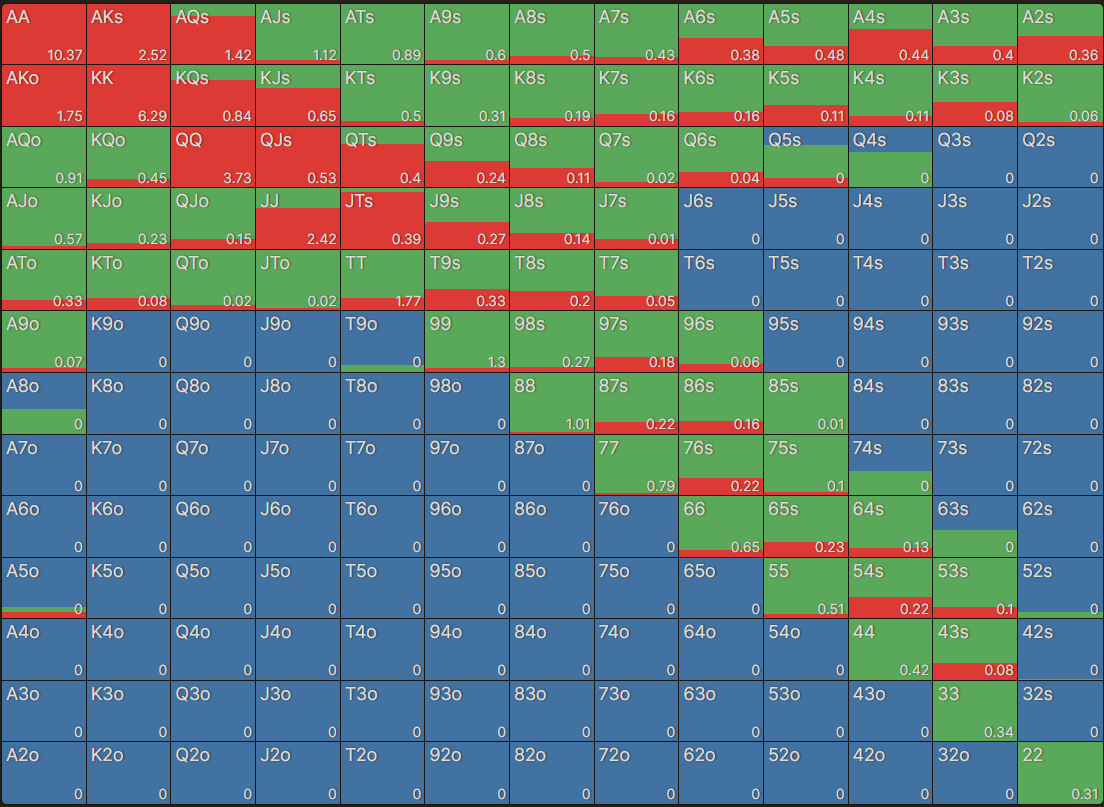 AA AKs AQs AJs ATs A9s A8s A7s A6s A5s A4s A3s A2s
10.37 2.52 1.42 1.12 0.89 0.6 0.5 0.43 0.38 0.48 0.44 0.4 0.36
AKo KK KQs KJs KTs K9s K8s K7s K6s K5s K4s K3s K2s
1.75 6.29 0.84 0.65 0.5 0.31 0.19 0.16 0.16 0.11 0.11 0.08 0.06
AQo KQo QQ QJs QTs Q9s Q8s Q7s Q6s Q5s Q4s Q3s Q2s
0.91 0.45 3.73 0.53 0.4 0.24 0.11 0.02 0.04 0 0 0 0
AJo KJo QJo JJ JTs J9s J8s J7s J6s J5s J4s J3s J2s
0.57 0.23 0.15 2.42 0.39 0.27 0.14 0.01 0 0 0 0 0
ATo KTo QTo JTo TT T9s T8s T7s T6s T5s T4s T3s T2s
0.33 0.08 0.02 0.02 1.77 0.33 0.2 0.05 0 0 0 0 0
A9o K9o Q9o J9o T9o 99 98s 97s 96s 95s 94s 93s 92s
0.07 0 0 0 0 1.3 0.27 0.18 0.06 0 0 0 0
A8o K8o Q8o J8o T8o 98o 88 87s 86s 85s 84s 83s 82s
0 0 0 0 0 0 1.01 0.22 0.16 0.01 0 0 0
A7o K7o Q7o J7o T7o 97o 87o 77 76s 75s 74s 73s 72s
0 0 0 0 0 0 0 0.79 0.22 0.1 0 0 0
A6o K6o Q6o J6o T6o 96o 86o 76o 66 65s 64s 63s 62s
0 0 0 0 0 0 0 0 0.65 0.23 0.13 0 0
A5o K5o Q5o J5o T5o 95o 85o 75o 65o 55 54s 53s 52s
0 0 0 0 0 0 0 0 0 0.51 0.22 0.1 0
A4o K4o Q4o J4o T4o 94o 84o 74o 64o 54o 44 43s 42s
0 0 0 0 0 0 0 0 0 0 0.42 0.08 0
A3o K3o Q3o J3o T3o 93o 83o 73o 63o 53o 43o 33 32s
0 0 0 0 0 0 0 0 0 0 0 0.34 0
A2o K2o Q2o J2o T2o 92o 82o 72o 62o 52o 42o 32o 22
0 0 0 0 0 0 0 0 0 0 0 0 0.31